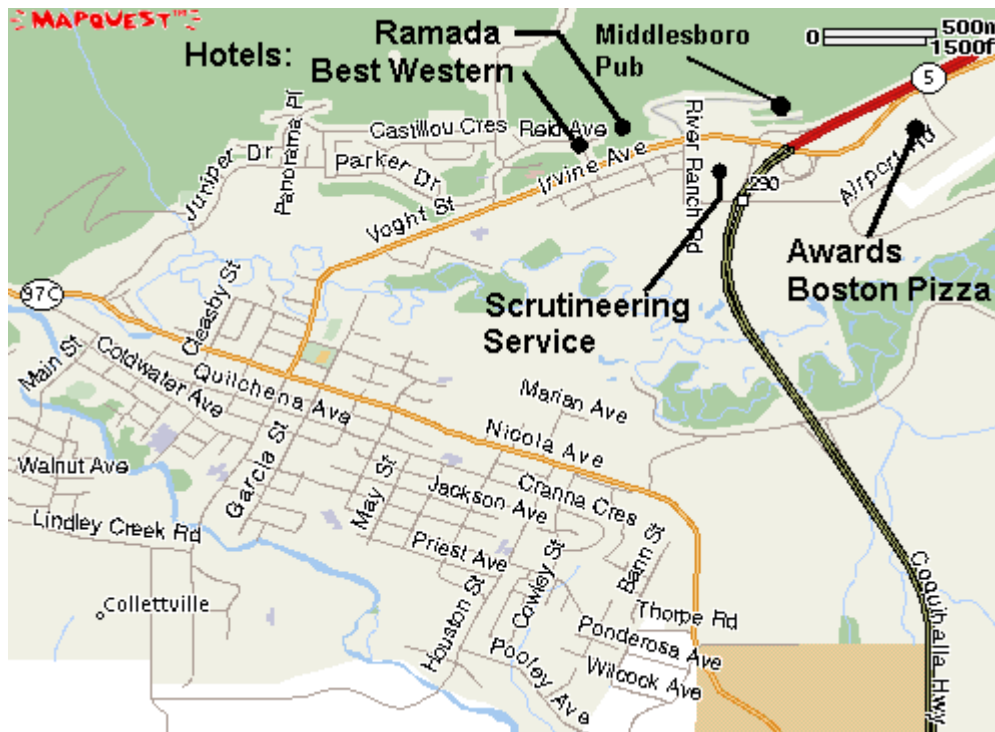 MAPQUEST™
Hotels:
Ramada
Best Western
Middlesboro
Pub
0
500m
1500f
5
Castillou Cres
Reid Ave
Panorama Pl
Juniper Dr
Parker Dr
Irvine Ave
River Ranch Rd
290
Airport Rd
Voght St
Awards
Boston Pizza
97C
Cleasby St
Scrutineering
Service
Main St
Coldwater Ave
Quilchena Ave
Marian Ave
Nicola Ave
Walnut Ave
Garcia St
May St
Jackson Ave
Cranna Cres
Lindley Creek Rd
Priest Ave
Bann St
Cowley St
Coquihalla Hwy
Collettville
Houston St
Thorpe Rd
Ponderosa Ave
Pooley Ave
Wilcock Ave